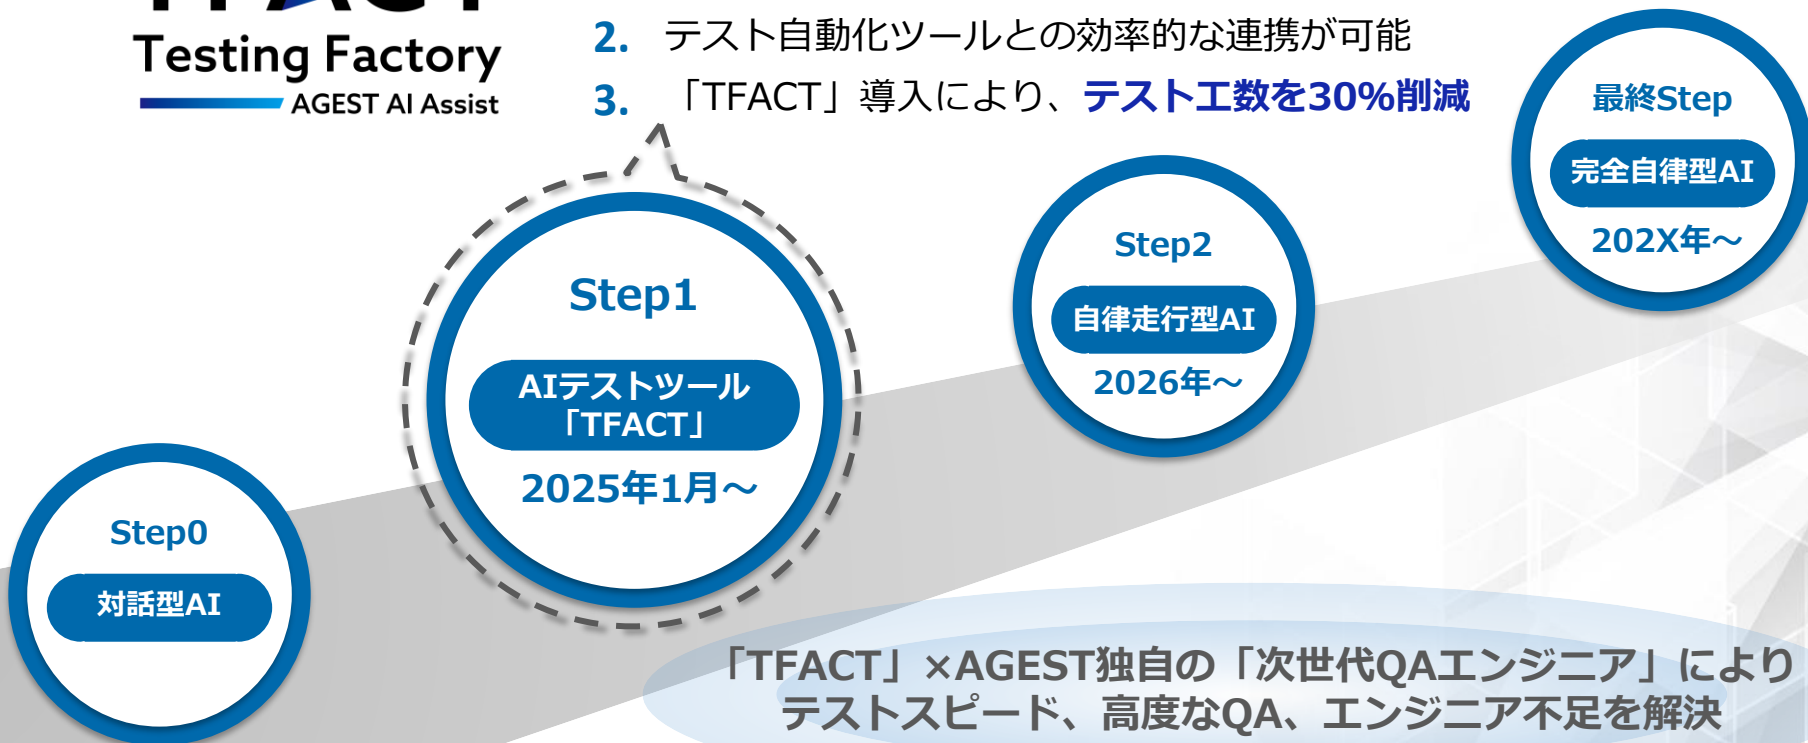 TFACT
Testing Factory
AGEST AI Assist
2. テスト自動化ツールとの効率的な連携が可能
3. 「TFACT」導入により、テスト工数を30%削減
最終Step
完全自律型AI
202X年～
Step2
自律走行型AI
2026年～
Step1
AIテストツール
「TFACT」
2025年1月～
Step0
対話型AI
「TFACT」×AGEST独自の「次世代QAエンジニア」により
テストスピード、高度なQA、エンジニア不足を解決